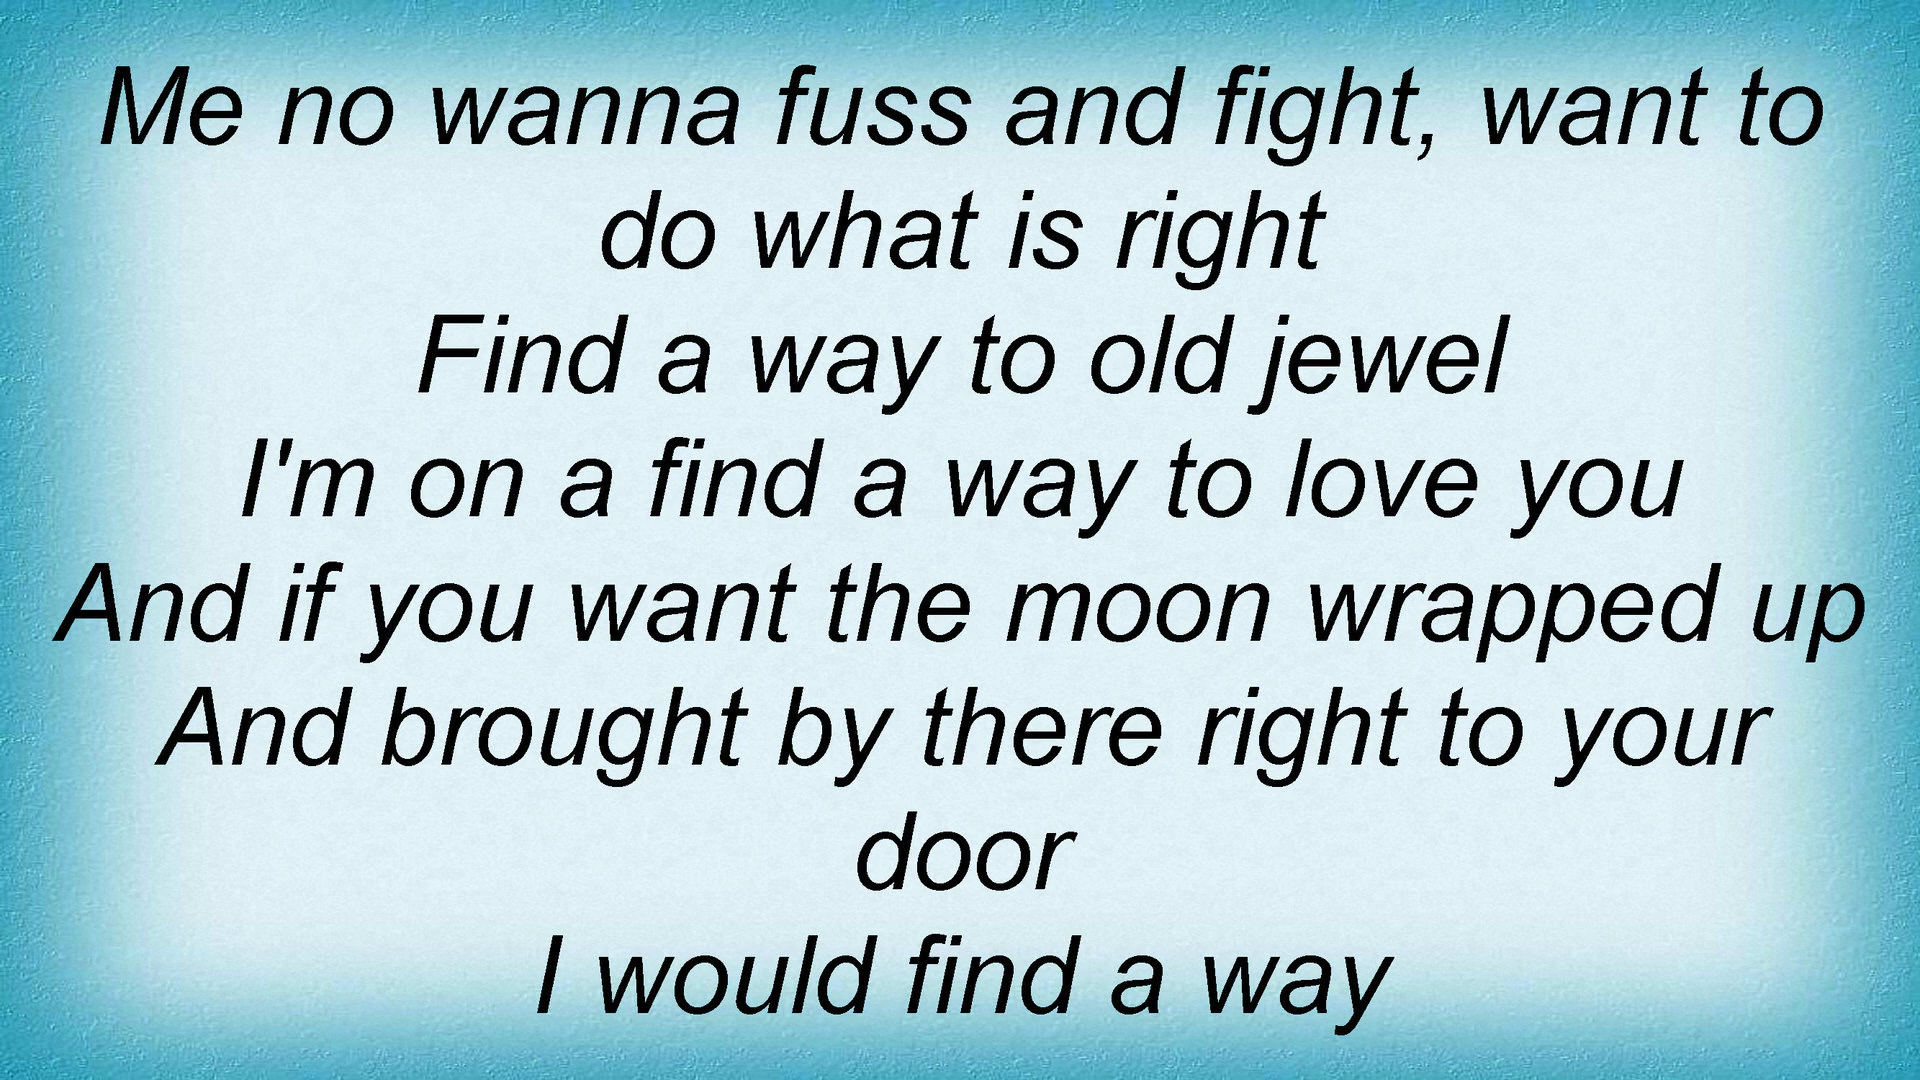 Me no wanna fuss and fight, want to
do what is right
Find a way to old jewel
I'm on a find a way to love you
And if you want the moon wrapped up
And brought by there right to your
door
I would find a way